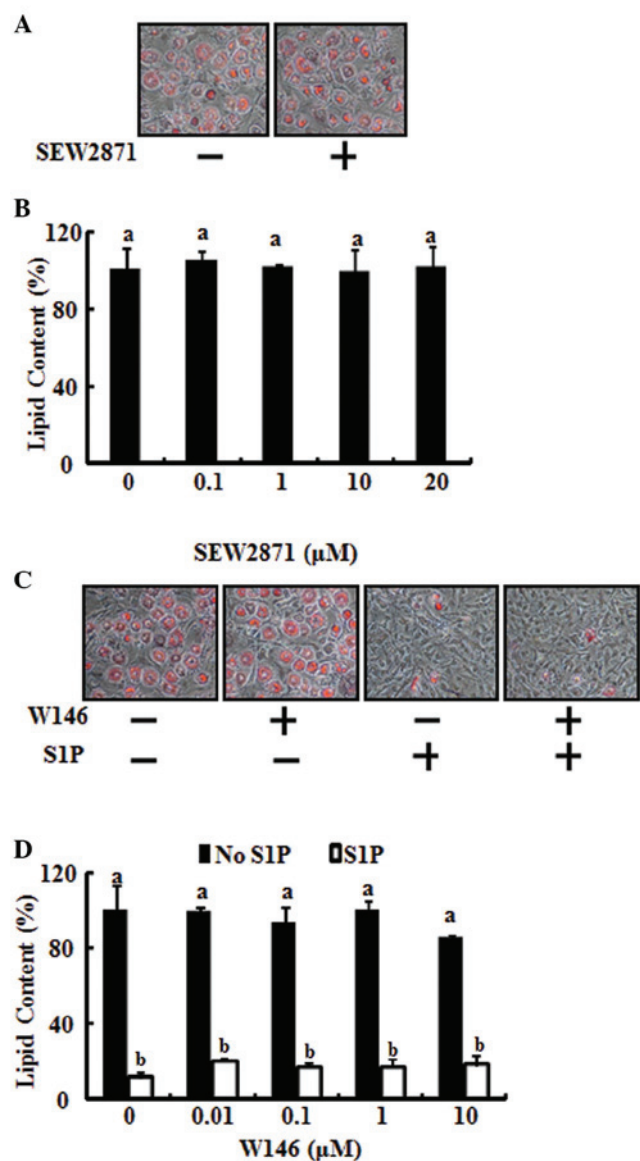 A
SEW2871 − +
B
120
80
40
0
Lipid Content (%)
a a a a a
0 0.1 1 10 20
SEW2871 (µM)
C
W146 − + − +
S1P − − + +
D
No S1P S1P
120
80
40
0
Lipid Content (%)
a a a a a
b b b b b
0 0.01 0.1 1 10
W146 (µM)